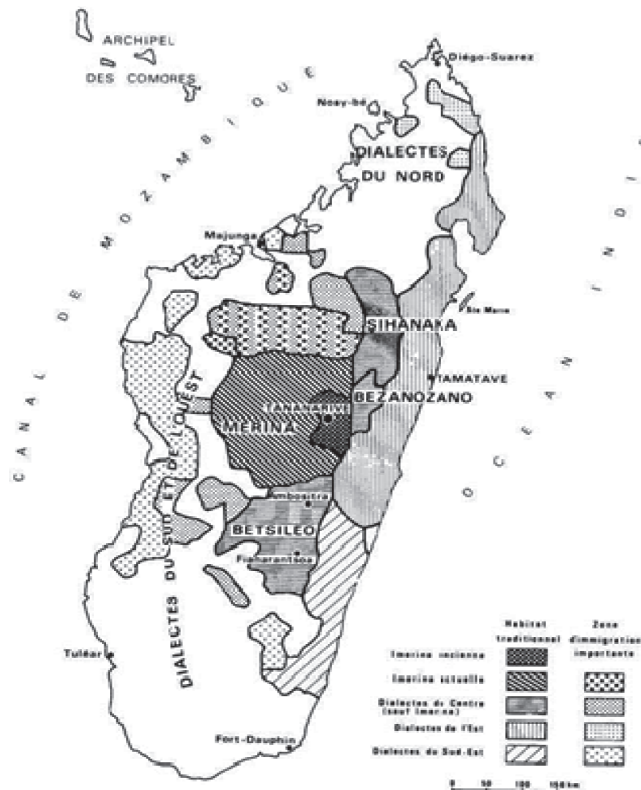 ARCHIPEL
DES COMORES
Diégo-Suarez
Nosy-bé
DIALECTES
DU NORD
CANAL DE MOZAMBIQUE
Majunga
Ste Marie
SIHANAKA
TAMATAVE
BEZANOZANO
TANANARIVE
MERINA
OCEAN INDIE
DIALECTES DU SUD ET DE L'OUEST
Ambositra
BETSILEO
Fianarantsoa
Tuléar
Fort-Dauphin
Habitat traditionnel
Zone d'immigration importante
Imerina ancienne
Imerina actuelle
Dialectes du Centre
(sauf Imerina)
Dialectes de l'Est
Dialectes du Sud-Est
0 50 100 150 km